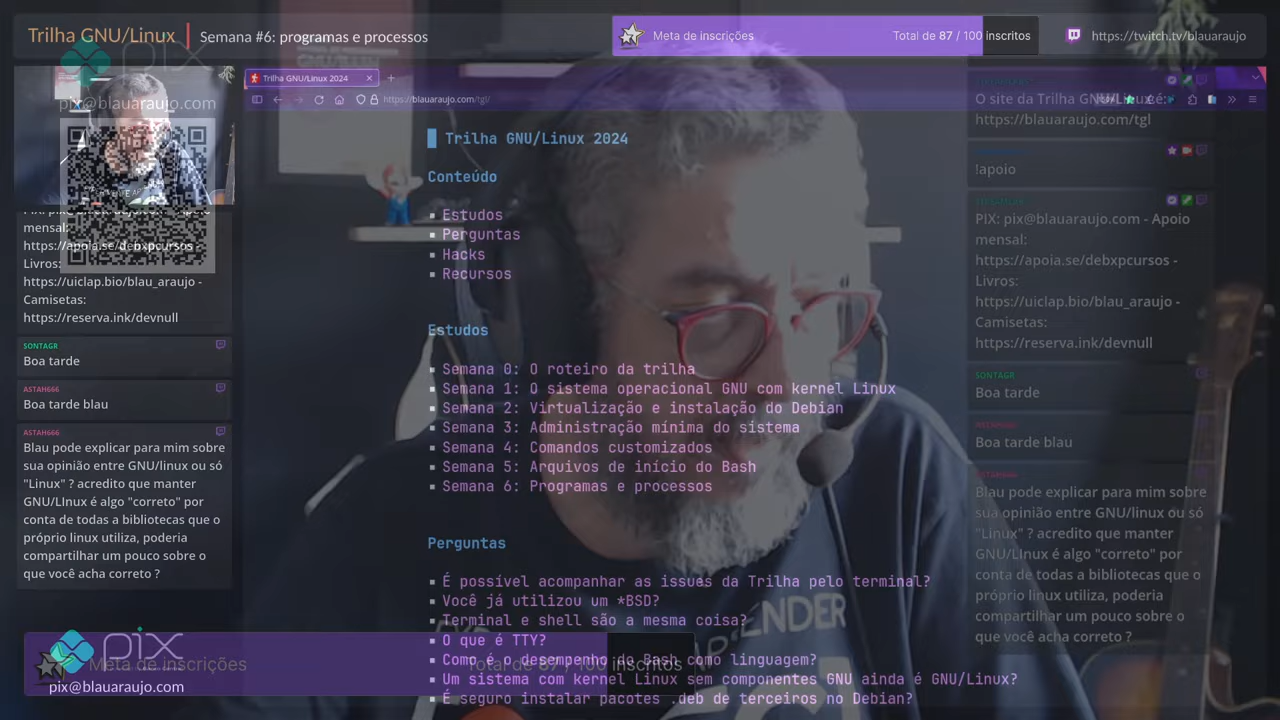 Trilha GNU/Linux
Semana #6: programas e processos
Meta de inscrições
Total de 87 / 100 inscritos
https://twitch.tv/blauaraujo
pix
pix@blauaraujo.com
mensal:
https://apoia.se/debxpcursos -
Livros:
https://uiclap.bio/blau_araujo -
Camisetas:
https://reserva.ink/devnull
SONTAGR
Boa tarde
ASTAH666
Boa tarde blau
ASTAH666
Blau pode explicar para mim sobre
sua opinião entre GNU/linux ou só
"Linux" ? acredito que manter
GNU/LInux é algo "correto" por
conta de todas a bibliotecas que o
próprio linux utiliza, poderia
compartilhar um pouco sobre o
que você acha correto ?
Trilha GNU/Linux 2024
https://blauaraujo.com/tgl/
Trilha GNU/Linux 2024
Conteúdo
Estudos
Perguntas
Hacks
Recursos
Estudos
Semana 0: O roteiro da trilha
Semana 1: O sistema operacional GNU com kernel Linux
Semana 2: Virtualização e instalação do Debian
Semana 3: Administração mínima do sistema
Semana 4: Comandos customizados
Semana 5: Arquivos de início do Bash
Semana 6: Programas e processos
Perguntas
É possível acompanhar as issues da Trilha pelo terminal?
Você já utilizou um *BSD?
Terminal e shell são a mesma coisa?
O que é TTY?
Como é o desempenho do Bash como linguagem?
Um sistema com kernel Linux sem componentes GNU ainda é GNU/Linux?
É seguro instalar pacotes .deb de terceiros no Debian?
O site da Trilha GNU/Linux é:
https://blauaraujo.com/tgl
!apoio
PIX: pix@blauaraujo.com - Apoio
mensal:
https://apoia.se/debxpcursos -
Livros:
https://uiclap.bio/blau_araujo -
Camisetas:
https://reserva.ink/devnull
SONTAGR
Boa tarde
Boa tarde blau
Blau pode explicar para mim sobre
sua opinião entre GNU/linux ou só
"Linux" ? acredito que manter
GNU/LInux é algo "correto" por
conta de todas a bibliotecas que o
próprio linux utiliza, poderia
compartilhar um pouco sobre o
que você acha correto ?
pix
Meta de inscrições
Total de 87 / 100 inscritos
pix@blauaraujo.com
ENDER